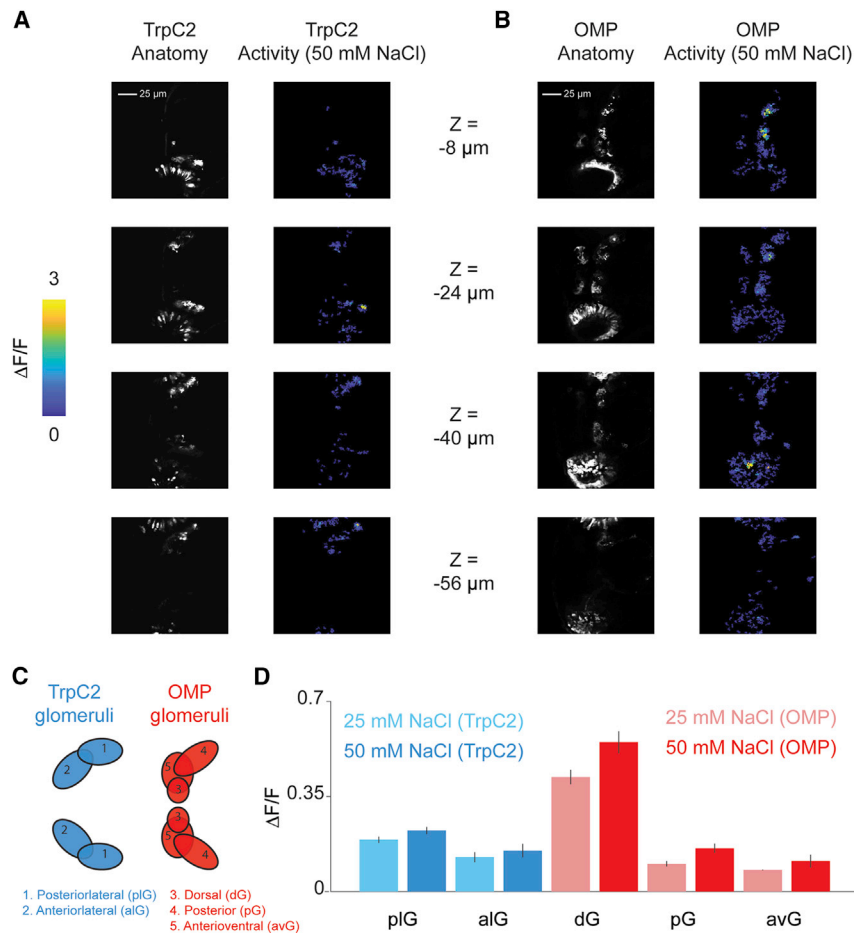 A
TrpC2
Anatomy
TrpC2
Activity (50 mM NaCl)
B
OMP
Anatomy
OMP
Activity (50 mM NaCl)
25 µm
25 µm
Z =
-8 µm
Z =
-24 µm
Z =
-40 µm
Z =
-56 µm
3
0
ΔF/F
C
TrpC2
glomeruli
OMP
glomeruli
1
2
4
5
3
2
1
3
5
4
1. Posteriorlateral (plG)
2. Anteriorlateral (alG)
3. Dorsal (dG)
4. Posterior (pG)
5. Anterioventral (avG)
D
0.7
0.35
0
ΔF/F
25 mM NaCl (TrpC2)
50 mM NaCl (TrpC2)
25 mM NaCl (OMP)
50 mM NaCl (OMP)
plG alG dG pG avG